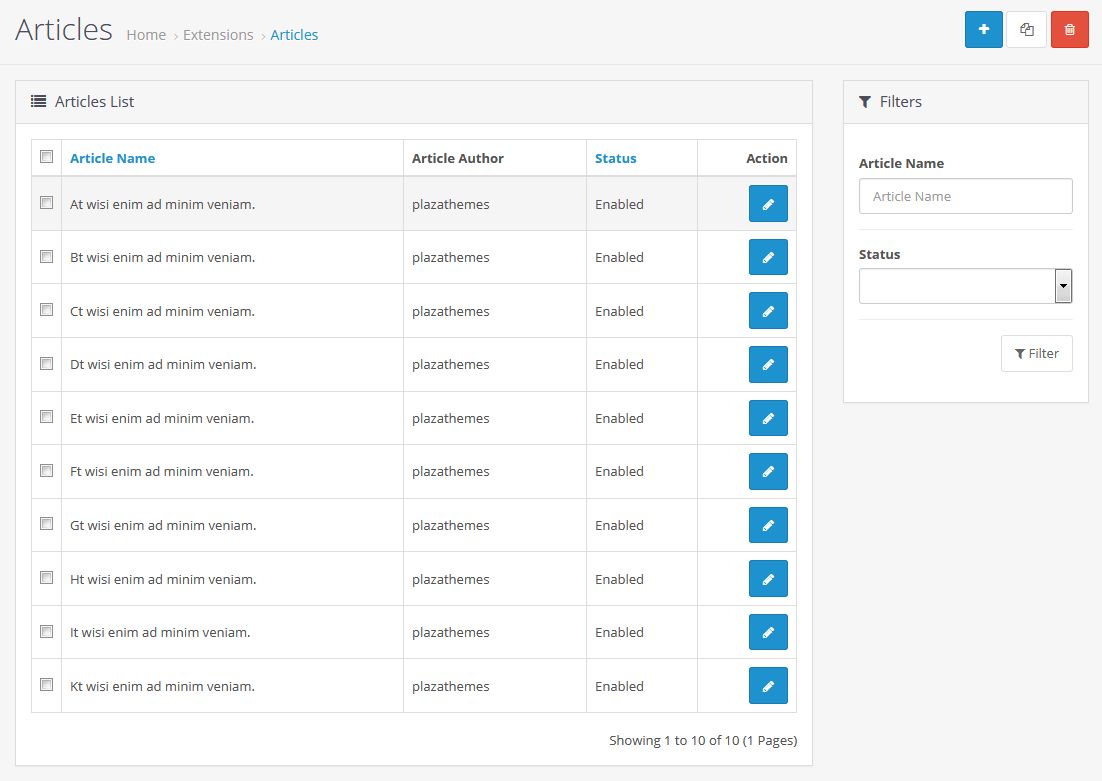 Articles Home › Extensions › Articles
Articles List
Article Name Article Author Status Action
At wisi enim ad minim veniam. plazathemes Enabled
Bt wisi enim ad minim veniam. plazathemes Enabled
Ct wisi enim ad minim veniam. plazathemes Enabled
Dt wisi enim ad minim veniam. plazathemes Enabled
Et wisi enim ad minim veniam. plazathemes Enabled
Ft wisi enim ad minim veniam. plazathemes Enabled
Gt wisi enim ad minim veniam. plazathemes Enabled
Ht wisi enim ad minim veniam. plazathemes Enabled
It wisi enim ad minim veniam. plazathemes Enabled
Kt wisi enim ad minim veniam. plazathemes Enabled
Showing 1 to 10 of 10 (1 Pages)
Filters
Article Name
Article Name
Status
Filter